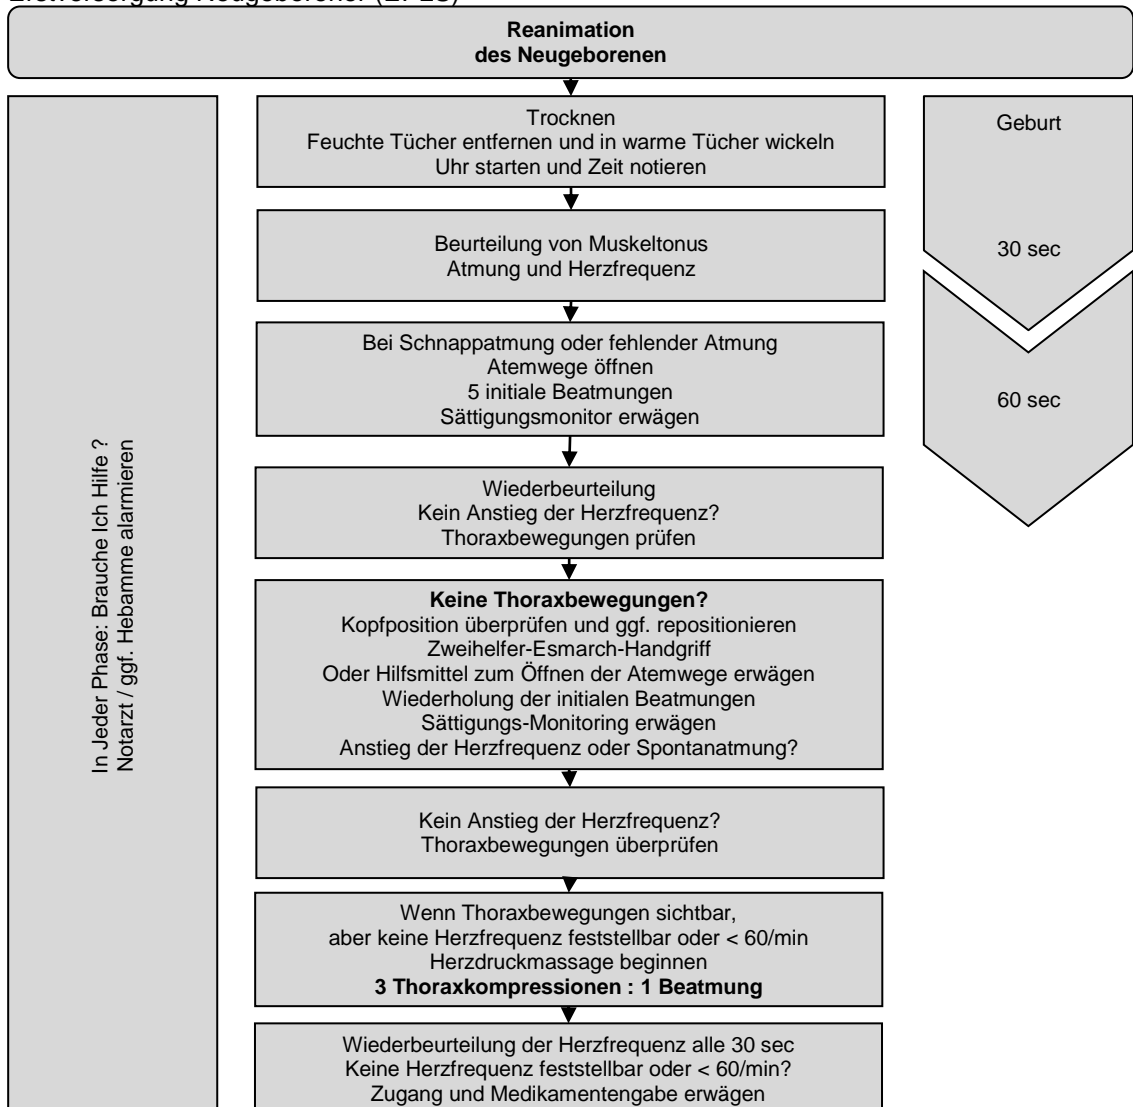 Reanimation
des Neugeborenen
Trocknen
Feuchte Tücher entfernen und in warme Tücher wickeln
Uhr starten und Zeit notieren
Geburt
Beurteilung von Muskeltonus
Atmung und Herzfrequenz
30 sec
Bei Schnappatmung oder fehlender Atmung
Atemwege öffnen
5 initiale Beatmungen
Sättigungsmonitor erwägen
60 sec
In Jeder Phase: Brauche Ich Hilfe ?
Notarzt / ggf. Hebamme alarmieren
Wiederbeurteilung
Kein Anstieg der Herzfrequenz?
Thoraxbewegungen prüfen
Keine Thoraxbewegungen?
Kopfposition überprüfen und ggf. repositionieren
Zweihelfer-Esmarch-Handgriff
Oder Hilfsmittel zum Öffnen der Atemwege erwägen
Wiederholung der initialen Beatmungen
Sättigungs-Monitoring erwägen
Anstieg der Herzfrequenz oder Spontanatmung?
Kein Anstieg der Herzfrequenz?
Thoraxbewegungen überprüfen
Wenn Thoraxbewegungen sichtbar,
aber keine Herzfrequenz feststellbar oder < 60/min
Herzdruckmassage beginnen
3 Thoraxkompressionen : 1 Beatmung
Wiederbeurteilung der Herzfrequenz alle 30 sec
Keine Herzfrequenz feststellbar oder < 60/min?
Zugang und Medikamentengabe erwägen